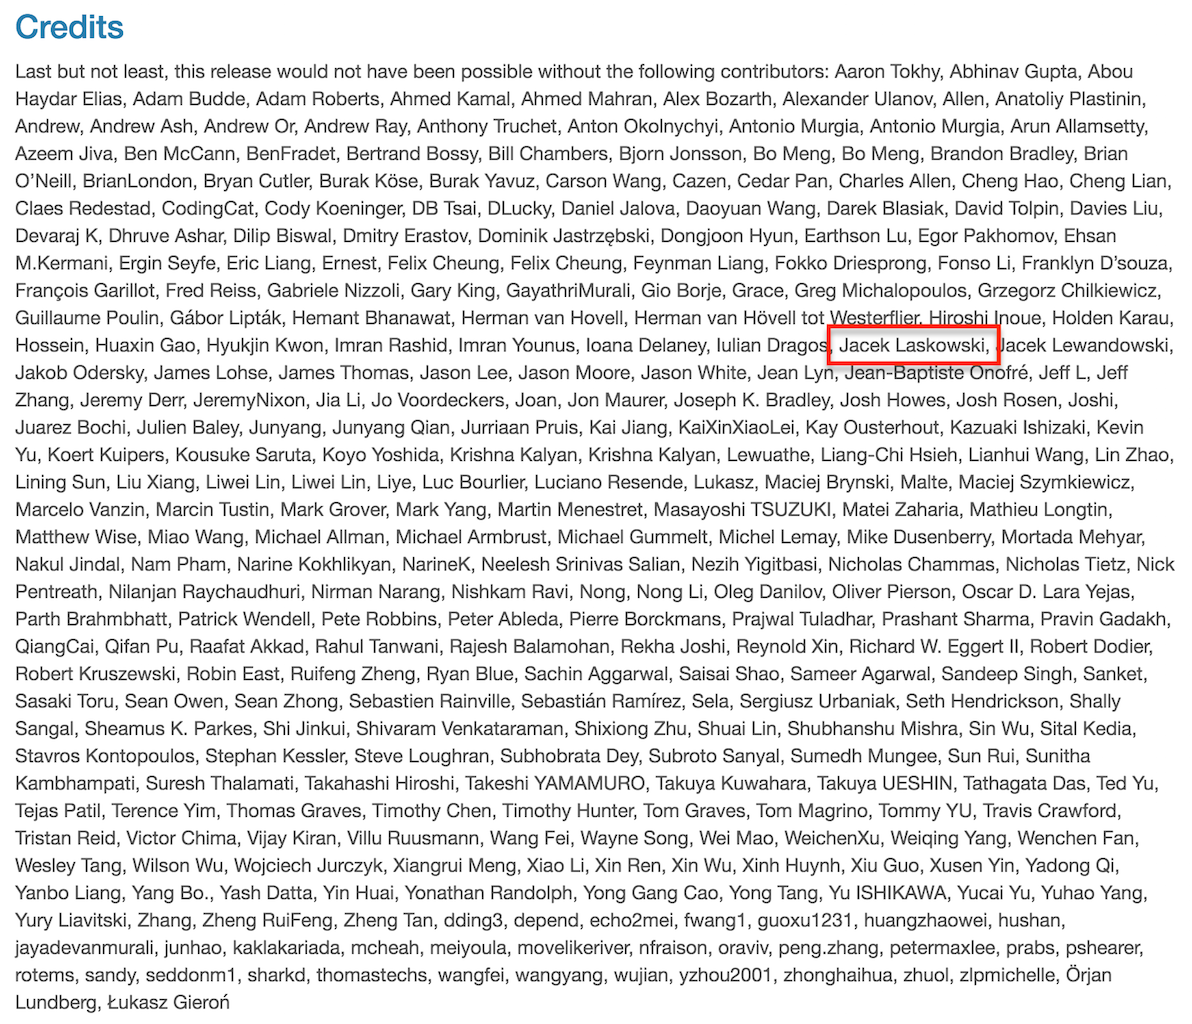 Credits
Last but not least, this release would not have been possible without the following contributors: Aaron Tokhy, Abhinav Gupta, Abou
Haydar Elias, Adam Budde, Adam Roberts, Ahmed Kamal, Ahmed Mahran, Alex Bozarth, Alexander Ulanov, Allen, Anatoliy Plastinin,
Andrew, Andrew Ash, Andrew Or, Andrew Ray, Anthony Truchet, Anton Okolnychyi, Antonio Murgia, Antonio Murgia, Arun Allamsetty,
Azeem Jiva, Ben McCann, BenFradet, Bertrand Bossy, Bill Chambers, Bjorn Jonsson, Bo Meng, Bo Meng, Brandon Bradley, Brian
O’Neill, BrianLondon, Bryan Cutler, Burak Köse, Burak Yavuz, Carson Wang, Cazen, Cedar Pan, Charles Allen, Cheng Hao, Cheng Lian,
Claes Redestad, CodingCat, Cody Koeninger, DB Tsai, DLucky, Daniel Jalova, Daoyuan Wang, Darek Blasiak, David Tolpin, Davies Liu,
Devaraj K, Dhruve Ashar, Dilip Biswal, Dmitry Erastov, Dominik Jastrzębski, Dongjoon Hyun, Earthson Lu, Egor Pakhomov, Ehsan
M.Kermani, Ergin Seyfe, Eric Liang, Ernest, Felix Cheung, Felix Cheung, Feynman Liang, Fokko Driesprong, Fonso Li, Franklyn D’souza,
François Garillot, Fred Reiss, Gabriele Nizzoli, Gary King, GayathriMurali, Gio Borje, Grace, Greg Michalopoulos, Grzegorz Chilkiewicz,
Guillaume Poulin, Gábor Lipták, Hemant Bhanawat, Herman van Hovell, Herman van Hövell tot Westerflier, Hiroshi Inoue, Holden Karau,
Hossein, Huaxin Gao, Hyukjin Kwon, Imran Rashid, Imran Younus, Ioana Delaney, Iulian Dragos, Jacek Laskowski, Jacek Lewandowski,
Jakob Odersky, James Lohse, James Thomas, Jason Lee, Jason Moore, Jason White, Jean Lyn, Jean-Baptiste Onofré, Jeff L, Jeff
Zhang, Jeremy Derr, JeremyNixon, Jia Li, Jo Voordeckers, Joan, Jon Maurer, Joseph K. Bradley, Josh Howes, Josh Rosen, Joshi,
Juarez Bochi, Julien Baley, Junyang, Junyang Qian, Jurriaan Pruis, Kai Jiang, KaiXinXiaoLei, Kay Ousterhout, Kazuaki Ishizaki, Kevin
Yu, Koert Kuipers, Kousuke Saruta, Koyo Yoshida, Krishna Kalyan, Krishna Kalyan, Lewuathe, Liang-Chi Hsieh, Lianhui Wang, Lin Zhao,
Lining Sun, Liu Xiang, Liwei Lin, Liwei Lin, Liye, Luc Bourlier, Luciano Resende, Lukasz, Maciej Brynski, Malte, Maciej Szymkiewicz,
Marcelo Vanzin, Marcin Tustin, Mark Grover, Mark Yang, Martin Menestret, Masayoshi TSUZUKI, Matei Zaharia, Mathieu Longtin,
Matthew Wise, Miao Wang, Michael Allman, Michael Armbrust, Michael Gummelt, Michel Lemay, Mike Dusenberry, Mortada Mehyar,
Nakul Jindal, Nam Pham, Narine Kokhlikyan, NarineK, Neelesh Srinivas Salian, Nezih Yigitbasi, Nicholas Chammas, Nicholas Tietz, Nick
Pentreath, Nilanjan Raychaudhuri, Nirman Narang, Nishkam Ravi, Nong, Nong Li, Oleg Danilov, Oliver Pierson, Oscar D. Lara Yejas,
Parth Brahmbhatt, Patrick Wendell, Pete Robbins, Peter Ableda, Pierre Borckmans, Prajwal Tuladhar, Prashant Sharma, Pravin Gadakh,
QiangCai, Qifan Pu, Raafat Akkad, Rahul Tanwani, Rajesh Balamohan, Rekha Joshi, Reynold Xin, Richard W. Eggert II, Robert Dodier,
Robert Kruszewski, Robin East, Ruifeng Zheng, Ryan Blue, Sachin Aggarwal, Saisai Shao, Sameer Agarwal, Sandeep Singh, Sanket,
Sasaki Toru, Sean Owen, Sean Zhong, Sebastien Rainville, Sebastián Ramírez, Sela, Sergiusz Urbaniak, Seth Hendrickson, Shally
Sangal, Sheamus K. Parkes, Shi Jinkui, Shivaram Venkataraman, Shixiong Zhu, Shuai Lin, Shubhanshu Mishra, Sin Wu, Sital Kedia,
Stavros Kontopoulos, Stephan Kessler, Steve Loughran, Subhobrata Dey, Subroto Sanyal, Sumedh Mungee, Sun Rui, Sunitha
Kambhampati, Suresh Thalamati, Takahashi Hiroshi, Takeshi YAMAMURO, Takuya Kuwahara, Takuya UESHIN, Tathagata Das, Ted Yu,
Tejas Patil, Terence Yim, Thomas Graves, Timothy Chen, Timothy Hunter, Tom Graves, Tom Magrino, Tommy YU, Travis Crawford,
Tristan Reid, Victor Chima, Vijay Kiran, Villu Ruusmann, Wang Fei, Wayne Song, Wei Mao, WeichenXu, Weiqing Yang, Wenchen Fan,
Wesley Tang, Wilson Wu, Wojciech Jurczyk, Xiangrui Meng, Xiao Li, Xin Ren, Xin Wu, Xinh Huynh, Xiu Guo, Xusen Yin, Yadong Qi,
Yanbo Liang, Yang Bo., Yash Datta, Yin Huai, Yonathan Randolph, Yong Gang Cao, Yong Tang, Yu ISHIKAWA, Yucai Yu, Yuhao Yang,
Yury Liavitski, Zhang, Zheng RuiFeng, Zheng Tan, dding3, depend, echo2mei, fwang1, guoxu1231, huangzhaowei, hushan,
jayadevanmurali, junhao, kaklakariada, mcheah, meiyoula, movelikeriver, nfraison, oraviv, peng.zhang, petermaxlee, prabs, pshearer,
rotems, sandy, seddonm1, sharkd, thomastechs, wangfei, wangyang, wujian, yzhou2001, zhonghaihua, zhuol, zlpmichelle, Örjan
Lundberg, Łukasz Gieroń